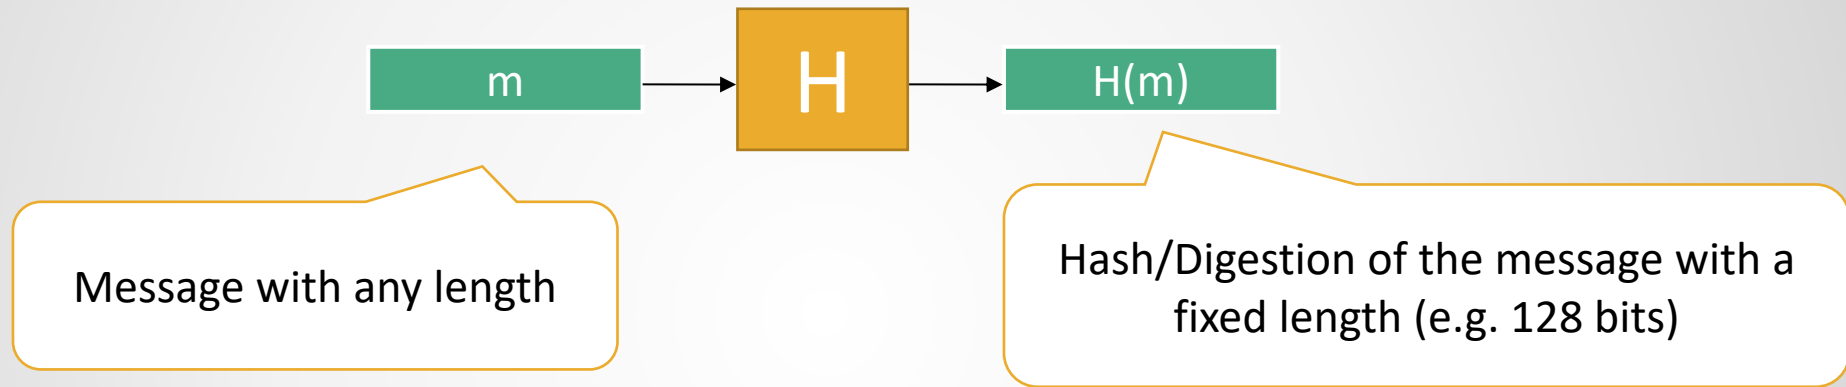 m
H
H(m)
Message with any length
Hash/Digestion of the message with a
fixed length (e.g. 128 bits)